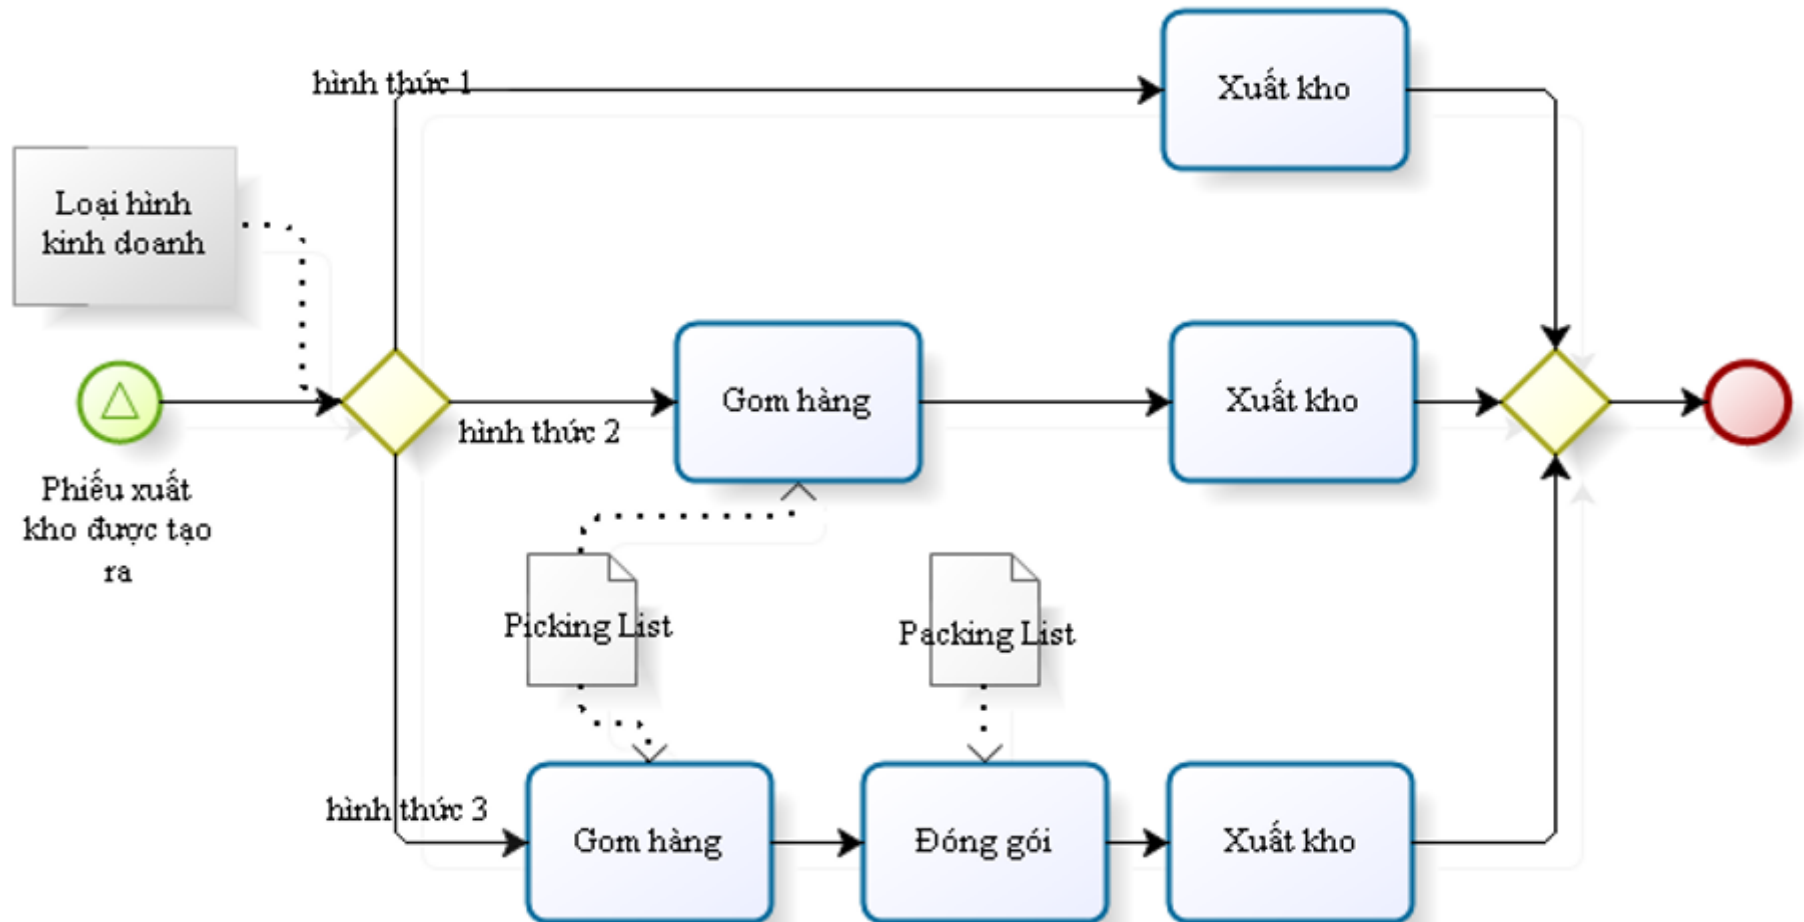 hình thức 1
Xuất kho
Loại hình
kinh doanh
Gom hàng
Xuất kho
hình thức 2
Phiếu xuất
kho được tạo
ra
Picking List
Packing List
hình thức 3
Gom hàng
Đóng gói
Xuất kho